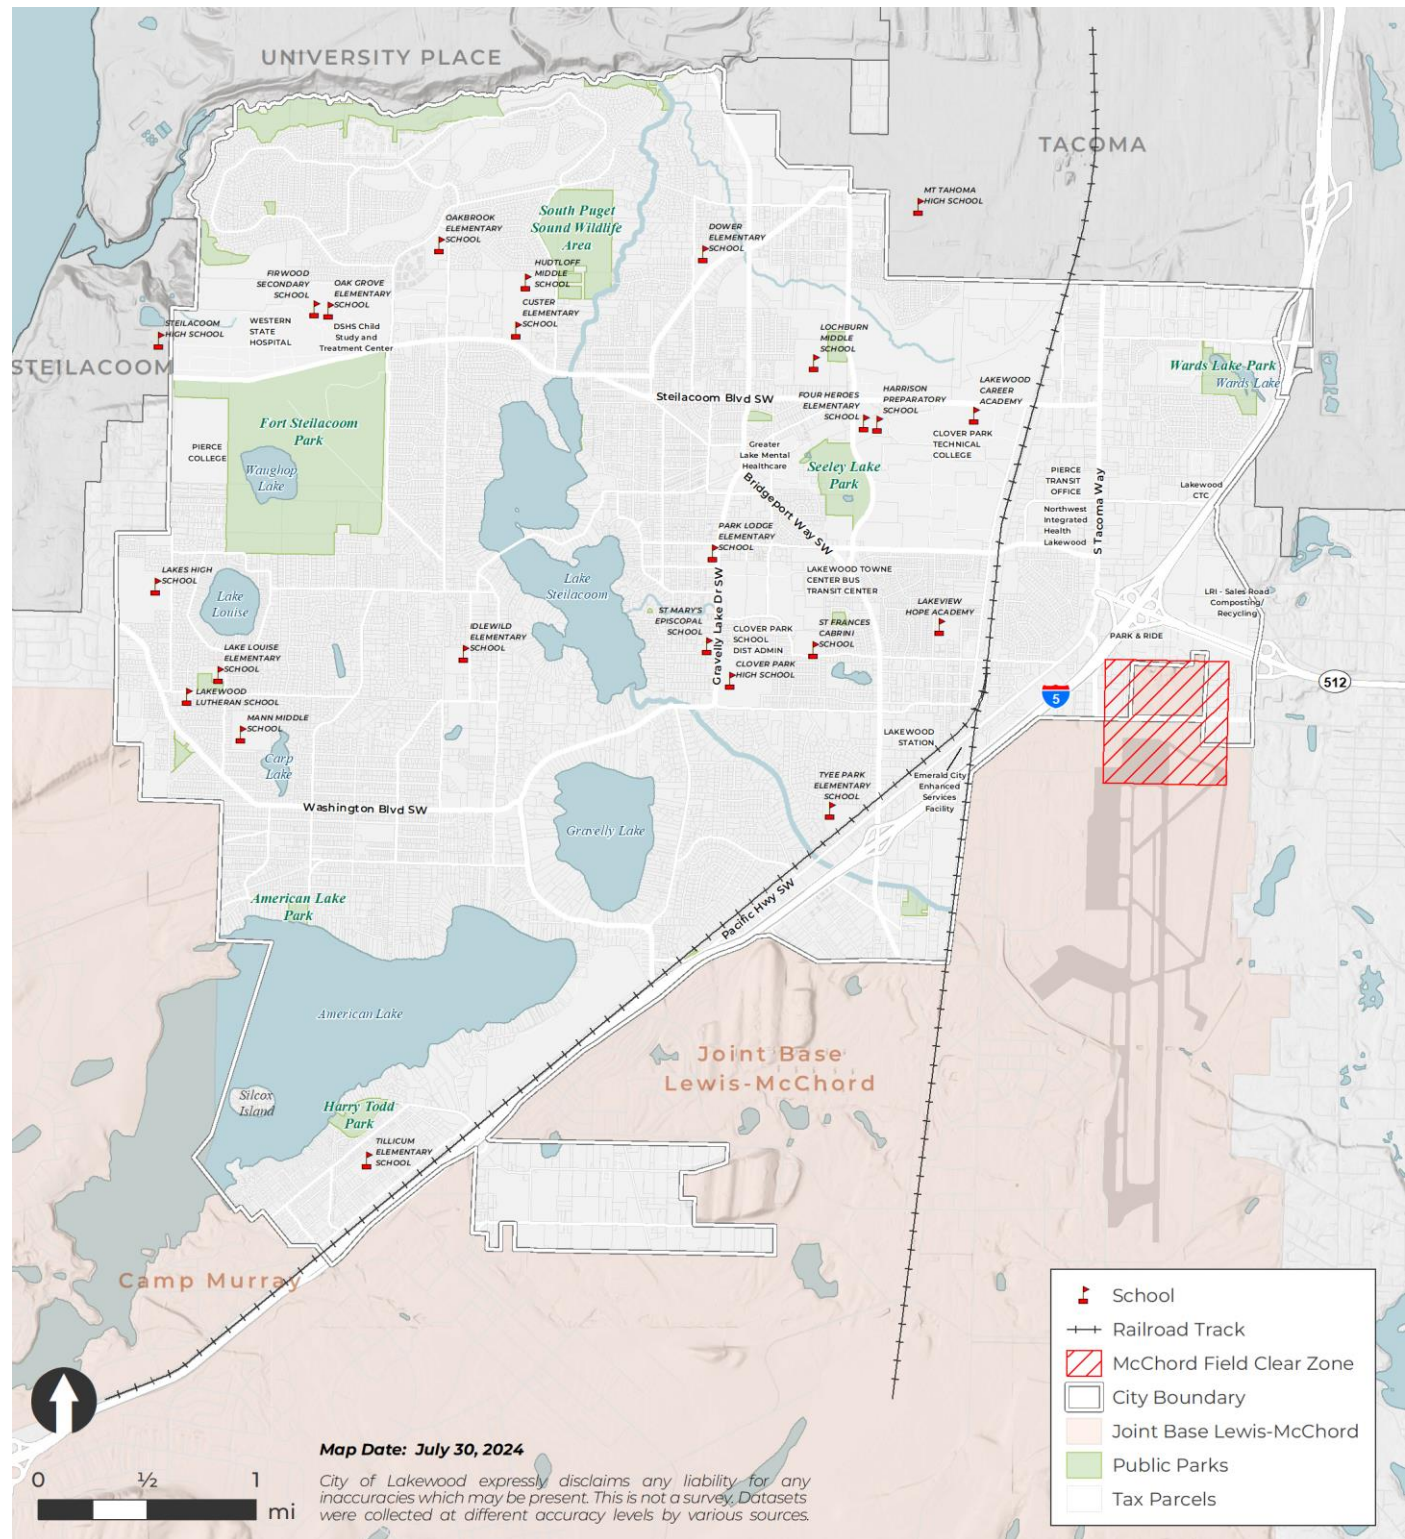 UNIVERSITY PLACE
TACOMA
MT TAHOMA
HIGH SCHOOL
OAKBROOK
ELEMENTARY
SCHOOL
South Puget
Sound Wildlife
Area
DOWER
ELEMENTARY
SCHOOL
HUDTLOFF
MIDDLE
SCHOOL
FIRWOOD
SECONDARY
SCHOOL
OAK GROVE
ELEMENTARY
SCHOOL
CUSTER
ELEMENTARY
SCHOOL
STEILACOOM
HIGH SCHOOL
WESTERN
STATE
HOSPITAL
DSHS Child
Study and
Treatment Center
LOCHBURN
MIDDLE
SCHOOL
STEILACOOM
Wards Lake Park
Wards Lake
Steilacoom Blvd SW
FOUR HEROES
ELEMENTARY
SCHOOL
HARRISON
PREPARATORY
SCHOOL
LAKEWOOD
CAREER
ACADEMY
Fort Steilacoom
Park
PIERCE
COLLEGE
Waughop
Lake
Greater
Lake Mental
Healthcare
CLOVER PARK
TECHNICAL
COLLEGE
Seeley Lake
Park
Bridgeport Way SW
PIERCE
TRANSIT
OFFICE
S Tacoma Way
Lakewood
CTC
Northwest
Integrated
Health
Lakewood
PARK LODGE
ELEMENTARY
SCHOOL
LAKES HIGH
SCHOOL
Lake
Louise
Lake
Steilacoom
Gravelly Lake Dr SW
LAKEWOOD TOWNE
CENTER BUS
TRANSIT CENTER
LRI - Sales Road
Composting/
Recycling
ST MARY'S
EPISCOPAL
SCHOOL
CLOVER PARK
SCHOOL
DIST ADMIN
ST FRANCES
CABRINI
SCHOOL
LAKEVIEW
HOPE ACADEMY
IDLEWILD
ELEMENTARY
SCHOOL
PARK & RIDE
LAKE LOUISE
ELEMENTARY
SCHOOL
CLOVER PARK
HIGH SCHOOL
512
5
LAKEWOOD
LUTHERAN SCHOOL
MANN MIDDLE
SCHOOL
LAKEWOOD
STATION
Carp
Lake
TYEE PARK
ELEMENTARY
SCHOOL
Emerald City
Enhanced
Services
Facility
Washington Blvd SW
Gravelly Lake
American Lake
Park
Pacific Hwy SW
American Lake
Joint Base
Lewis-McChord
Silcox
Island
Harry Todd
Park
TILLICUM
ELEMENTARY
SCHOOL
Camp Murray
School
Railroad Track
McChord Field Clear Zone
City Boundary
Joint Base Lewis-McChord
Public Parks
Tax Parcels
Map Date: July 30, 2024
City of Lakewood expressly disclaims any liability for any
inaccuracies which may be present. This is not a survey. Datasets
were collected at different accuracy levels by various sources.
0 ½ 1
mi